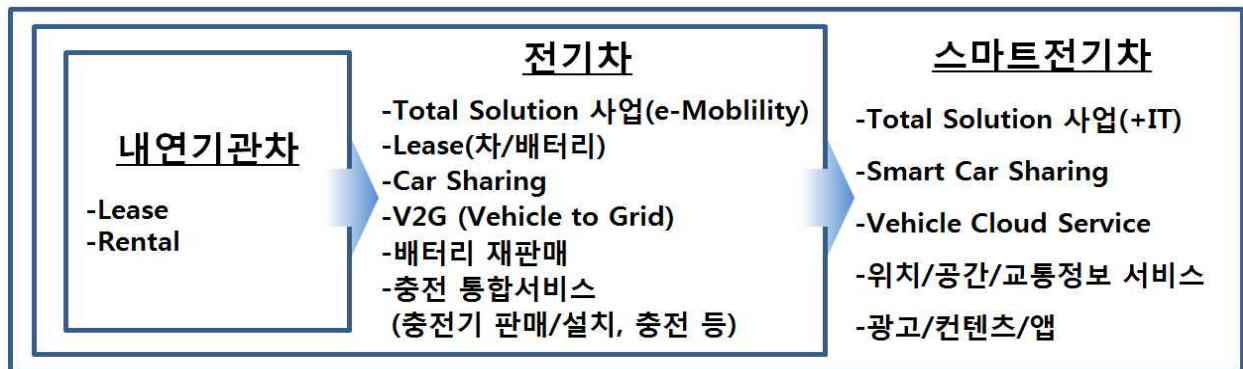 내연기관차
-Lease
-Rental
전기차
-Total Solution 사업(e-Moblility)
-Lease(차/배터리)
-Car Sharing
-V2G (Vehicle to Grid)
-배터리 재판매
-충전 통합서비스
(충전기 판매/설치, 충전 등)
스마트전기차
-Total Solution 사업(+IT)
-Smart Car Sharing
-Vehicle Cloud Service
-위치/공간/교통정보 서비스
-광고/컨텐츠/앱